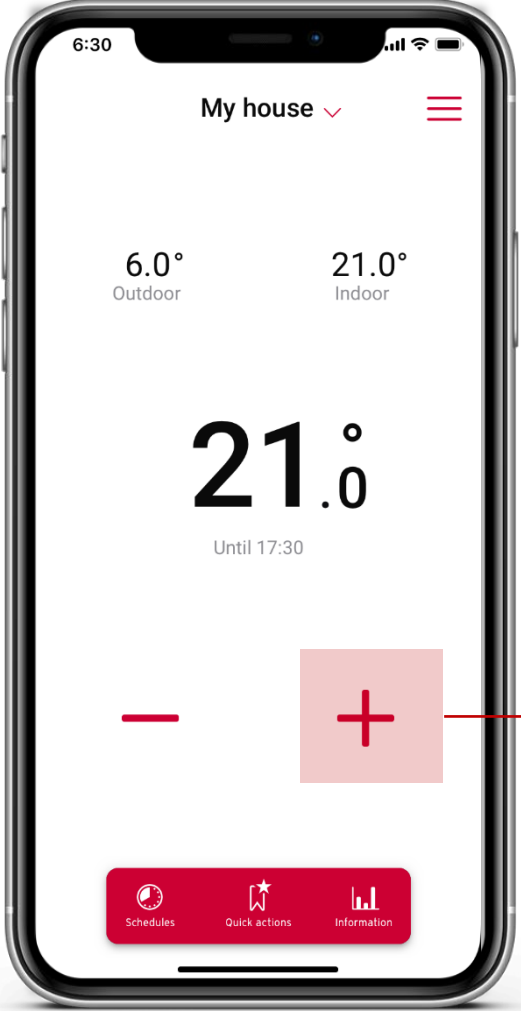 6:30
My house
6.0° 21.0°
Outdoor Indoor
21.0°
Until 17:30
Schedules Quick actions Information